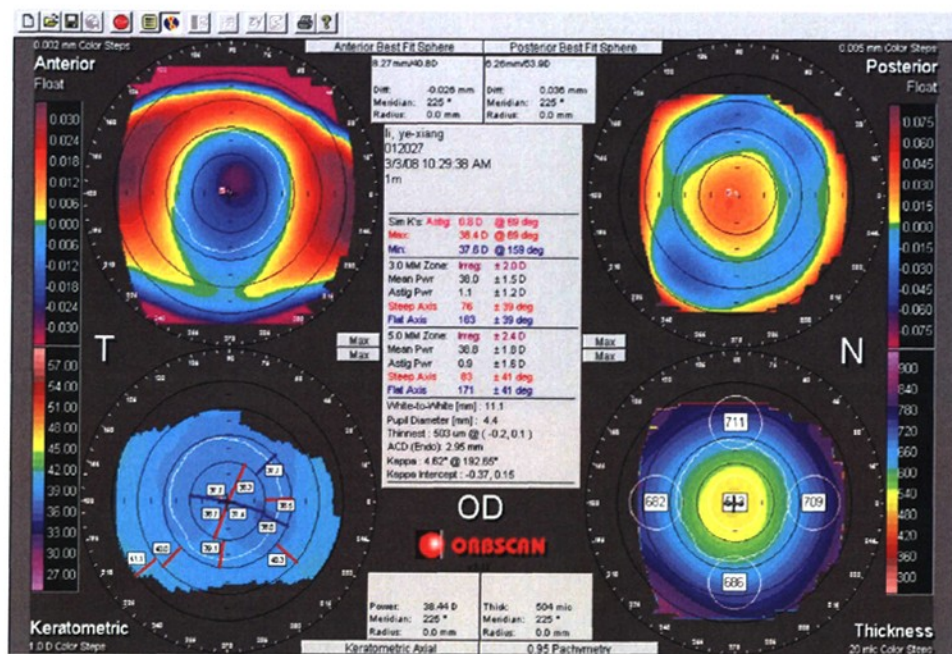 0.002 mm Color Steps
Anterior Best Fit Sphere
Posterior Best Fit Sphere
0.005 mm Color Steps
Anterior
Float
8.27mm/40.8D
Diff: -0.026 mm
Meridian: 225 °
Radius: 0.0 mm
6.26mm/53.9D
Diff: 0.036 mm
Meridian: 225 °
Radius: 0.0 mm
Posterior
Float
0.030
0.024
0.018
0.012
0.006
0.000
-0.006
-0.012
-0.018
-0.024
-0.030
0.075
0.060
0.045
0.030
0.015
0.000
-0.015
-0.030
-0.045
-0.060
-0.075
li, ye-xiang
012027
3/3/08 10:29:38 AM
1m
Sim K's: Astig: 0.8 D @ 69 deg
Max: 38.4 D @ 69 deg
Min: 37.6 D @ 159 deg
3.0 MM Zone: Irreg: ± 2.0 D
Mean Pwr 38.0 ± 1.5 D
Astig Pwr 1.1 ± 1.2 D
Steep Axis 76 ± 39 deg
Flat Axis 163 ± 39 deg
5.0 MM Zone: Irreg: ± 2.4 D
Mean Pwr 38.8 ± 1.8 D
Astig Pwr 0.9 ± 1.6 D
Steep Axis 83 ± 41 deg
Flat Axis 171 ± 41 deg
White-to-White [mm] : 11.1
Pupil Diameter [mm] : 4.4
Thinnest : 503 um @ ( -0.2, 0.1 )
ACD (Endo): 2.95 mm
Kappa : 4.62° @ 192.65°
Kappa Intercept : -0.37, 0.15
T
Max
Max
Max
Max
N
57.00
54.00
51.00
48.00
45.00
42.00
39.00
36.00
33.00
30.00
27.00
900
840
780
720
660
600
540
480
420
360
300
711
682
709
686
OD
ORBSCAN
Power: 38.44 D
Meridian: 225 °
Radius: 0.0 mm
Thick: 504 mic
Meridian: 225 °
Radius: 0.0 mm
Keratometric
1.0 D Color Steps
Keratometric Axial
0.95 Pachymetry
Thickness
20 mic Color Steps